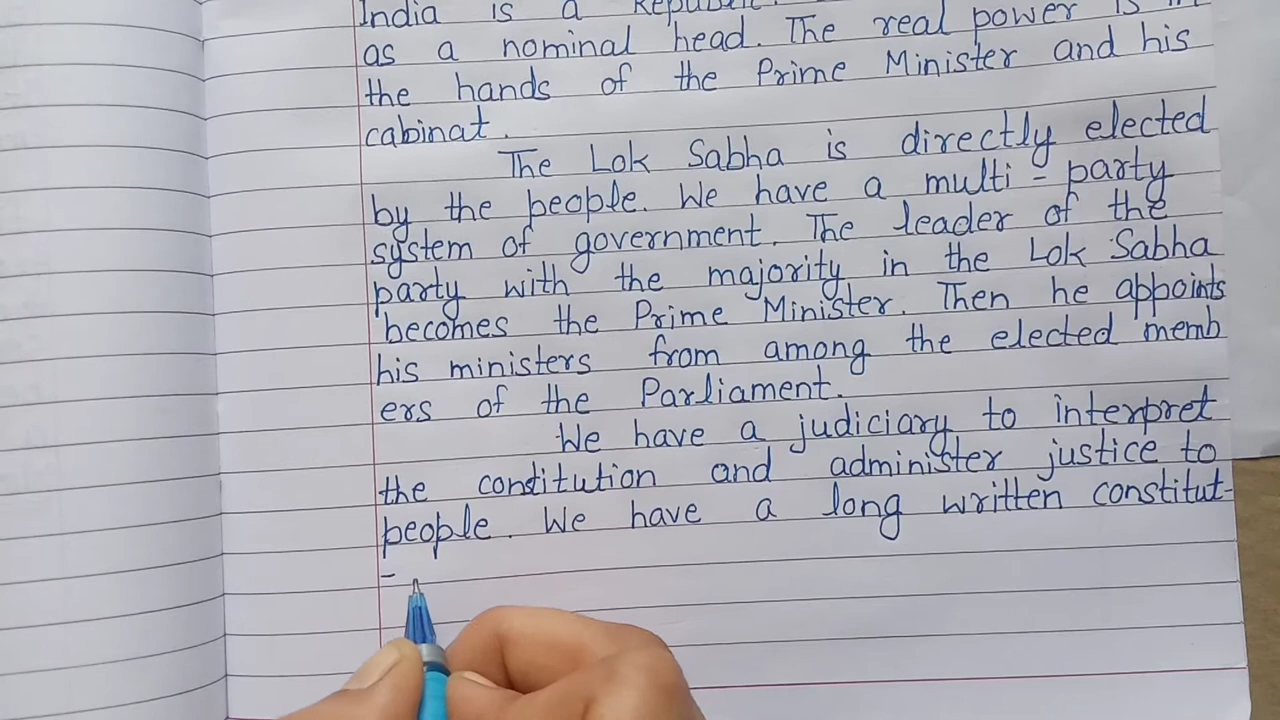 India is a Republic.
as a nominal head. The real power is in
the hands of the Prime Minister and his
cabinat.
The Lok Sabha is directly elected
by the people. We have a multi-party
system of government. The leader of the
party with the majority in the Lok Sabha
becomes the Prime Minister. Then he appoints
his ministers from among the elected memb
ers of the Parliament.
We have a judiciary to interpret
the constitution and administer justice to
people. We have a long written constitut-
-